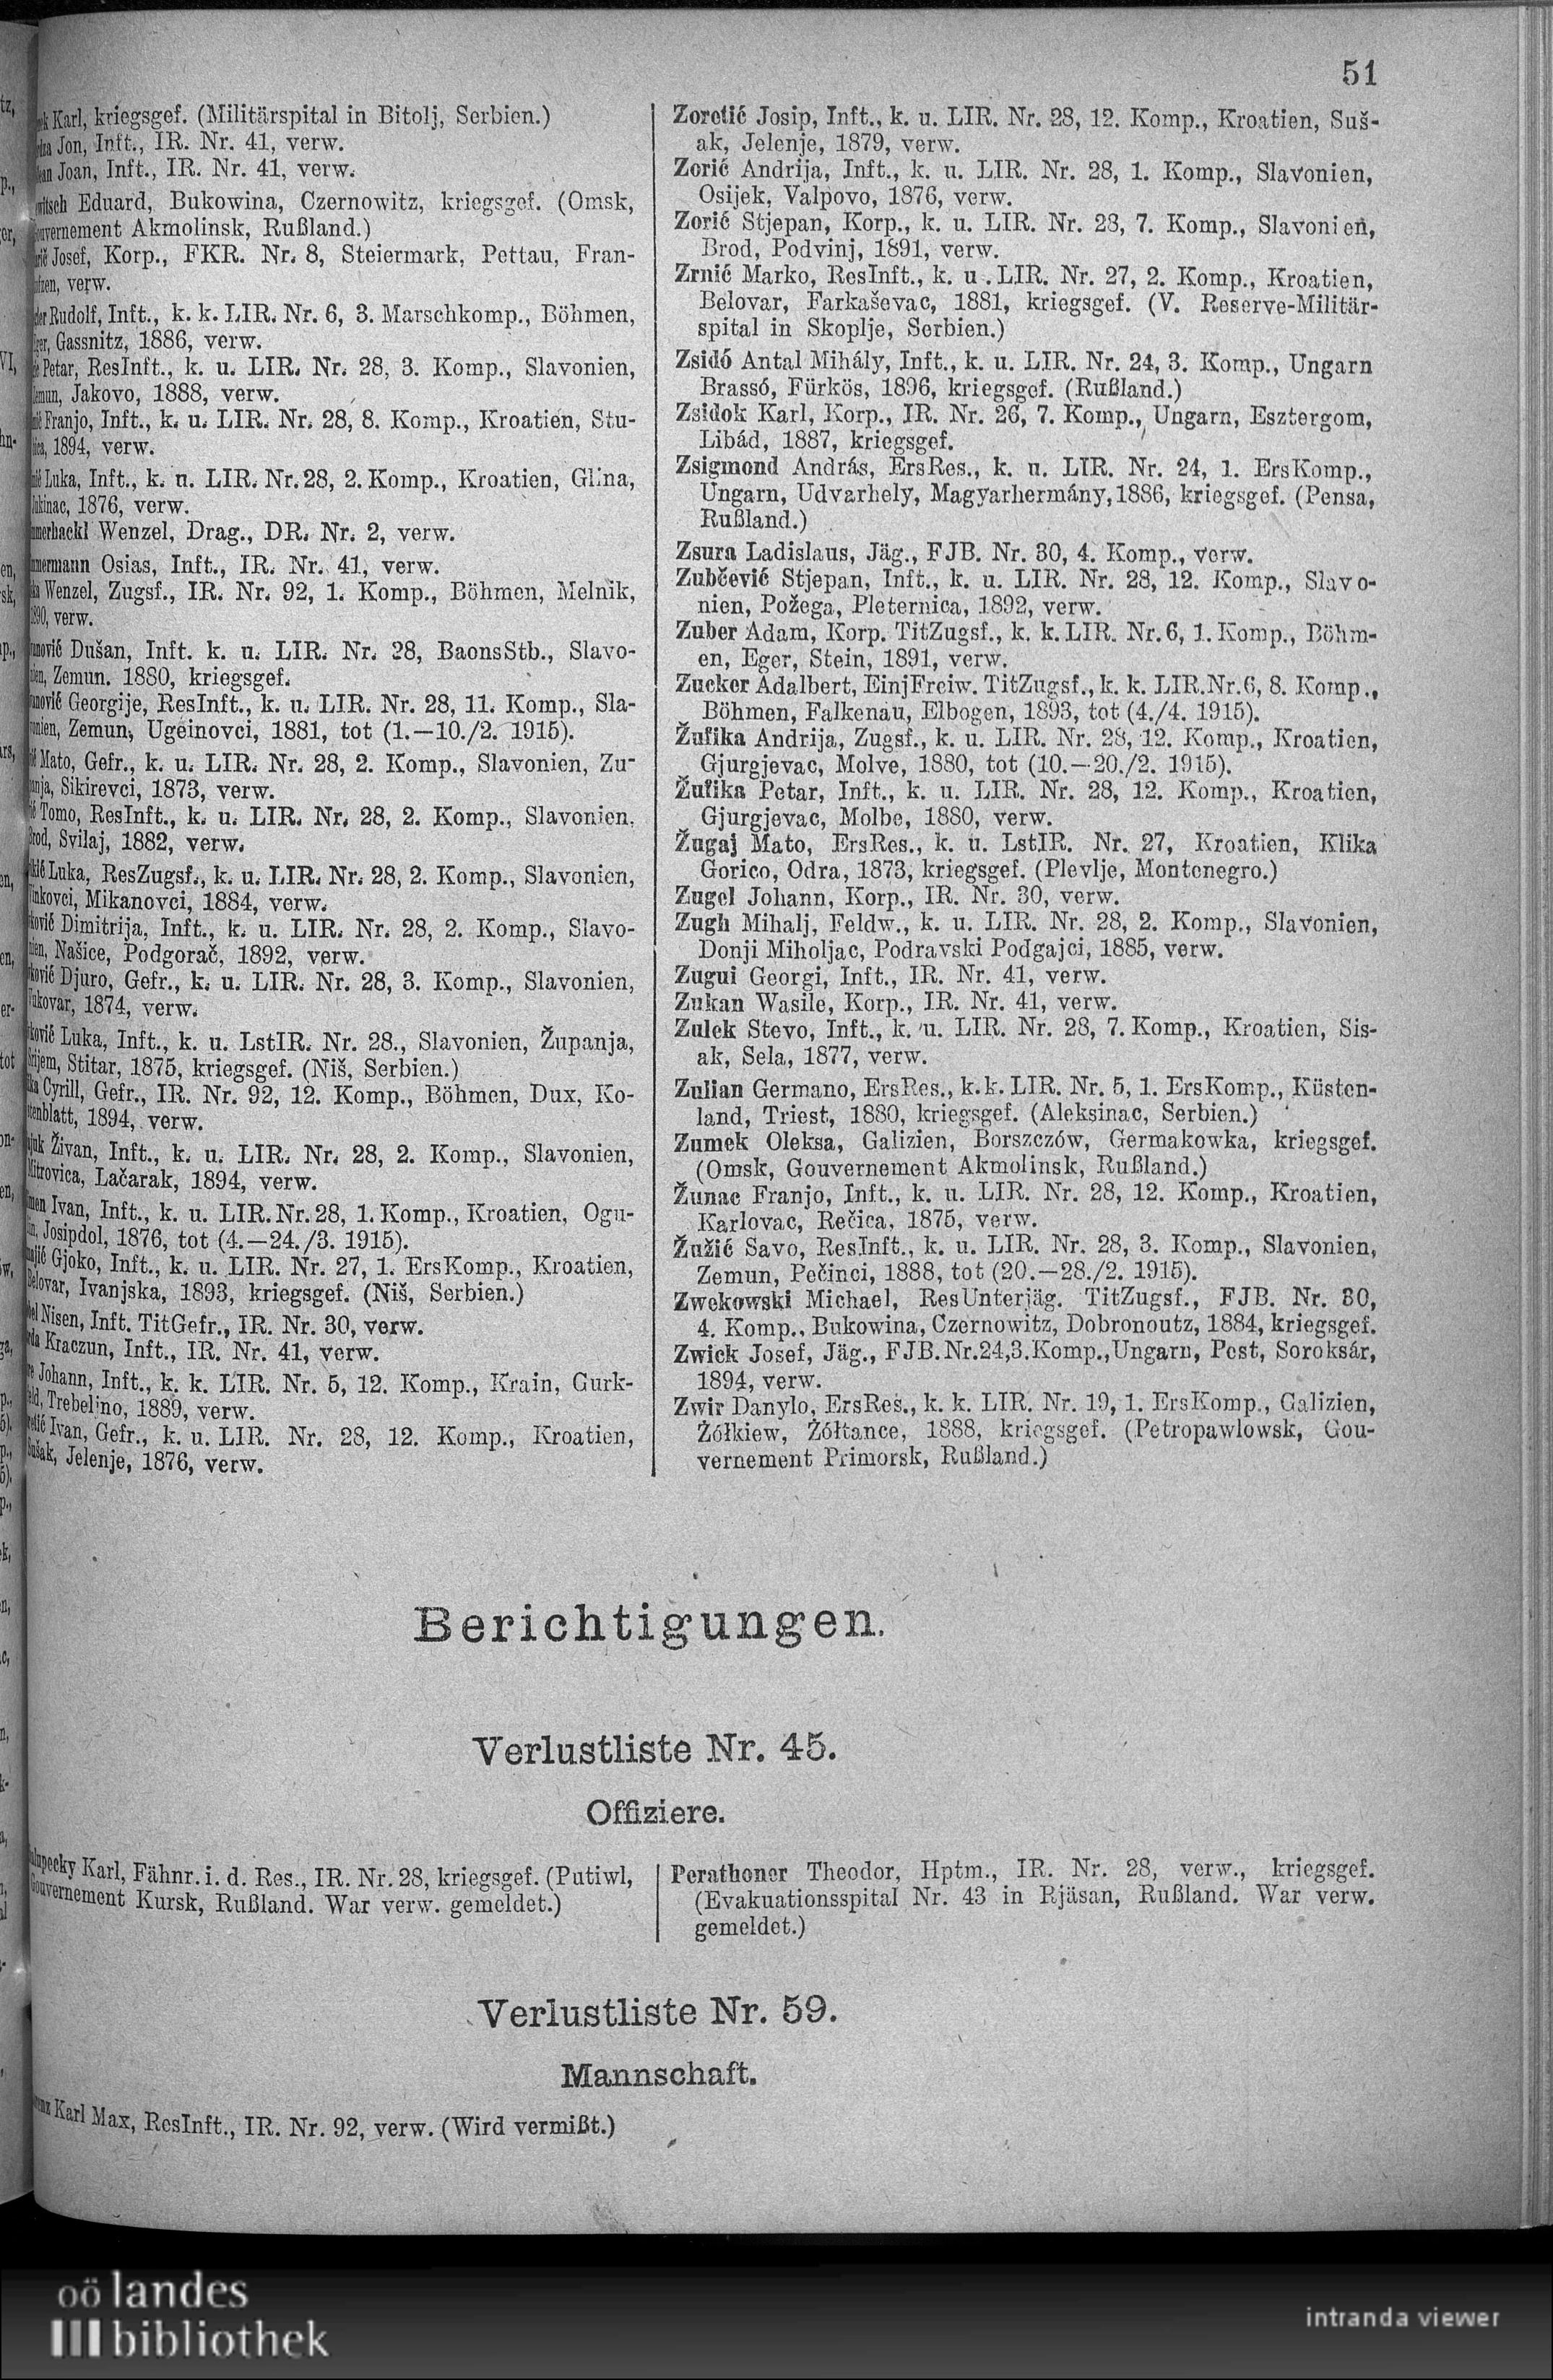 51
Karl, kriegsgef. (Militärspital in Bitolj, Serbien.)
Jon, Inft., IR. Nr. 41, verw.
Joan, Inft., IR. Nr. 41, verw.
Eduard, Bukowina, Czernowitz, kriegsgef. (Omsk,
Akmolinsk, Rußland.)
Josef, Korp., FKR. Nr. 8, Steiermark, Pettau, Fran-
verw.
Rudolf, Inft., k. k. LIR. Nr. 6, 3. Marschkomp., Böhmen,
Gassnitz, 1886, verw.
Petar, ResInft., k. u. LIR. Nr. 28, 3. Komp., Slavonien,
Jakovo, 1888, verw.
Franjo, Inft., k. u. LIR. Nr. 28, 8. Komp., Kroatien, Stu-
1894, verw.
Luka, Inft., k. u. LIR. Nr. 28, 2. Komp., Kroatien, Glina,
1876, verw.
Wenzel, Drag., DR. Nr. 2, verw.
Osias, Inft., IR. Nr. 41, verw.
Wenzel, Zugsf., IR. Nr. 92, 1. Komp., Böhmen, Melnik,
verw.
Dušan, Inft. k. u. LIR. Nr. 28, BaonsStb., Slavo-
Zemun. 1880, kriegsgef.
Georgije, ResInft., k. u. LIR. Nr. 28, 11. Komp., Sla-
Zemun, Ugeinovci, 1881, tot (1.—10./2. 1915).
Mato, Gefr., k. u. LIR. Nr. 28, 2. Komp., Slavonien, Zu-
Sikirevci, 1873, verw.
Tomo, ResInft., k. u. LIR. Nr. 28, 2. Komp., Slavonien,
Svilaj, 1882, verw.
Luka, ResZugsf., k. u. LIR. Nr. 28, 2. Komp., Slavonien,
Mikanovci, 1884, verw.
Dimitrija, Inft., k. u. LIR. Nr. 28, 2. Komp., Slavo-
Našice, Podgorač, 1892, verw.
Djuro, Gefr., k. u. LIR. Nr. 28, 3. Komp., Slavonien,
1874, verw.
Luka, Inft., k. u. LstIR. Nr. 28., Slavonien, Županja,
Stitar, 1875, kriegsgef. (Niš, Serbien.)
Cyrill, Gefr., IR. Nr. 92, 12. Komp., Böhmen, Dux, Ko-
1894, verw.
Živan, Inft., k. u. LIR. Nr. 28, 2. Komp., Slavonien,
Lačarak, 1894, verw.
Ivan, Inft., k. u. LIR. Nr. 28, 1. Komp., Kroatien, Ogu-
Josipdol, 1876, tot (4.—24./3. 1915).
Gjoko, Inft., k. u. LIR. Nr. 27, 1. ErsKomp., Kroatien,
Ivanjska, 1893, kriegsgef. (Niš, Serbien.)
Nisen, Inft. TitGefr., IR. Nr. 30, verw.
Kraczun, Inft., IR. Nr. 41, verw.
Johann, Inft., k. k. LIR. Nr. 5, 12. Komp., Krain, Gurk-
Trebelino, 1889, verw.
Ivan, Gefr., k. u. LIR. Nr. 28, 12. Komp., Kroatien,
Jelenje, 1876, verw.
Zoretić Josip, Inft., k. u. LIR. Nr. 28, 12. Komp., Kroatien, Suš-
ak, Jelenje, 1879, verw.
Zorić Andrija, Inft., k. u. LIR. Nr. 28, 1. Komp., Slavonien,
Osijek, Valpovo, 1876, verw.
Zorić Stjepan, Korp., k. u. LIR. Nr. 28, 7. Komp., Slavonien,
Brod, Podvinj, 1891, verw.
Zrnić Marko, ResInft., k. u. LIR. Nr. 27, 2. Komp., Kroatien,
Belovar, Farkaševac, 1881, kriegsgef. (V. Reserve-Militär-
spital in Skoplje, Serbien.)
Zsidó Antal Mihály, Inft., k. u. LIR. Nr. 24, 3. Komp., Ungarn
Brassó, Fürkös, 1896, kriegsgef. (Rußland.)
Zsidok Karl, Korp., IR. Nr. 26, 7. Komp., Ungarn, Esztergom,
Libád, 1887, kriegsgef.
Zsigmond András, ErsRes., k. u. LIR. Nr. 24, 1. ErsKomp.,
Ungarn, Udvarhely, Magyarhermány, 1886, kriegsgef. (Pensa,
Rußland.)
Zsura Ladislaus, Jäg., FJB. Nr. 30, 4. Komp., verw.
Zubčević Stjepan, Inft., k. u. LIR. Nr. 28, 12. Komp., Slavo-
nien, Požega, Pleternica, 1892, verw.
Zuber Adam, Korp. TitZugsf., k. k. LIR. Nr. 6, 1. Komp., Böhm-
en, Eger, Stein, 1891, verw.
Zucker Adalbert, EinjFreiw. TitZugsf., k. k. LIR. Nr. 6, 8. Komp.,
Böhmen, Falkenau, Elbogen, 1893, tot (4./4. 1915).
Žufika Andrija, Zugsf., k. u. LIR. Nr. 28, 12. Komp., Kroatien,
Gjurgjevac, Molve, 1880, tot (10.—20./2. 1915).
Žufika Petar, Inft., k. u. LIR. Nr. 28, 12. Komp., Kroatien,
Gjurgjevac, Molbe, 1880, verw.
Žugaj Mato, ErsRes., k. u. LstIR. Nr. 27, Kroatien, Klika
Gorico, Odra, 1873, kriegsgef. (Plevlje, Montenegro.)
Zugel Johann, Korp., IR. Nr. 30, verw.
Zugh Mihalj, Feldw., k. u. LIR. Nr. 28, 2. Komp., Slavonien,
Donji Miholjac, Podravski Podgajci, 1885, verw.
Zugui Georgi, Inft., IR. Nr. 41, verw.
Zukan Wasile, Korp., IR. Nr. 41, verw.
Zulek Stevo, Inft., k. u. LIR. Nr. 28, 7. Komp., Kroatien, Sis-
ak, Sela, 1877, verw.
Zulian Germano, ErsRes., k. k. LIR. Nr. 5, 1. ErsKomp., Küsten-
land, Triest, 1880, kriegsgef. (Aleksinac, Serbien.)
Zumek Oleksa, Galizien, Borszczów, Germakowka, kriegsgef.
(Omsk, Gouvernement Akmolinsk, Rußland.)
Žunac Franjo, Inft., k. u. LIR. Nr. 28, 12. Komp., Kroatien,
Karlovac, Rečica, 1875, verw.
Žužić Savo, ResInft., k. u. LIR. Nr. 28, 3. Komp., Slavonien,
Zemun, Pečinci, 1888, tot (20.—28./2. 1915).
Zwekowski Michael, ResUnterjäg. TitZugsf., FJB. Nr. 30,
4. Komp., Bukowina, Czernowitz, Dobronoutz, 1884, kriegsgef.
Zwick Josef, Jäg., FJB. Nr. 24, 3. Komp., Ungarn, Pest, Soroksár,
1894, verw.
Zwir Danylo, ErsRes., k. k. LIR. Nr. 19, 1. ErsKomp., Galizien,
Żółkiew, Żółtance, 1888, kriegsgef. (Petropawlowsk, Gou-
vernement Primorsk, Rußland.)
Berichtigungen.
Verlustliste Nr. 45.
Offiziere.
Karl, Fähnr. i. d. Res., IR. Nr. 28, kriegsgef. (Putiwl,
Kursk, Rußland. War verw. gemeldet.)
Perathoner Theodor, Hptm., IR. Nr. 28, verw., kriegsgef.
(Evakuationsspital Nr. 43 in Rjäsan, Rußland. War verw.
gemeldet.)
Verlustliste Nr. 59.
Mannschaft.
Karl Max, ResInft., IR. Nr. 92, verw. (Wird vermißt.)
oö landes
bibliothek
intranda viewer